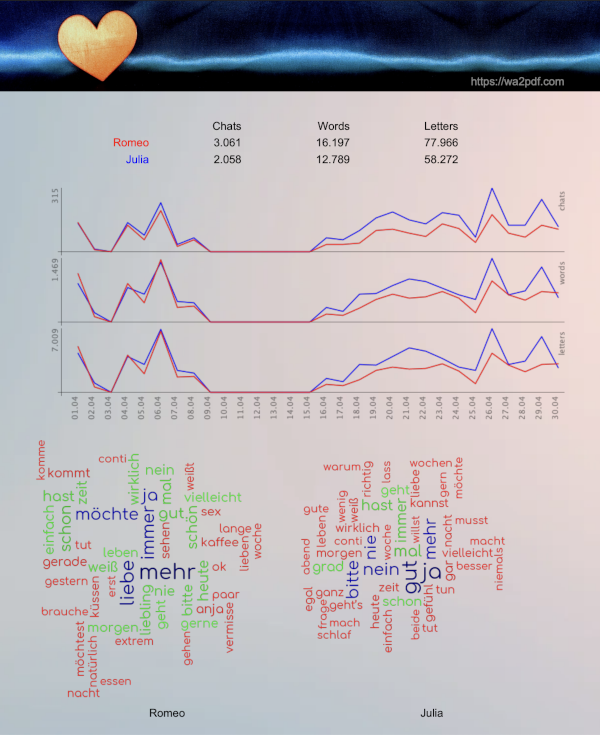 https://wa2pdf.com
Chats Words Letters
Romeo 3.061 16.197 77.966
Julia 2.058 12.789 58.272
315
chats
1.469
words
7.009
letters
01.04 02.04 03.04 04.04 05.04 06.04 07.04 08.04 09.04 10.04 11.04 12.04 13.04 14.04 15.04 16.04 17.04 18.04 19.04 20.04 21.04 22.04 23.04 24.04 25.04 26.04 27.04 28.04 29.04 30.04
komme
kommt
conti
wirklich
nein
weißt
hast
zeit
ja
mal
vielleicht
einfach
schon
möchte
immer
gut
schön
sex
lange
tut
sehen
kaffee
lieben
woche
leben
gerade
weiß
liebe
mehr
heute
ok
gestern
erst
küssen
liebling
nie
bitte
paar
brauche
geht
anja
vermisse
morgen
gerne
extrem
gehen
möchtest
natürlich
essen
nacht
warum
richtig
lass
wochen
möchte
geht
liebe
gern
gute
wenig
weiß
hast
immer
kannst
leben
wirklich
woche
willst
mehr
nacht
musst
abend
conti
nie
macht
morgen
mal
vielleicht
grad
bitte
nein
gut
ja
gar
besser
niemals
egal
ganz
zeit
tun
frage
geht's
heute
schon
gefühl
mach
einfach
beide
tut
schlaf
Romeo
Julia